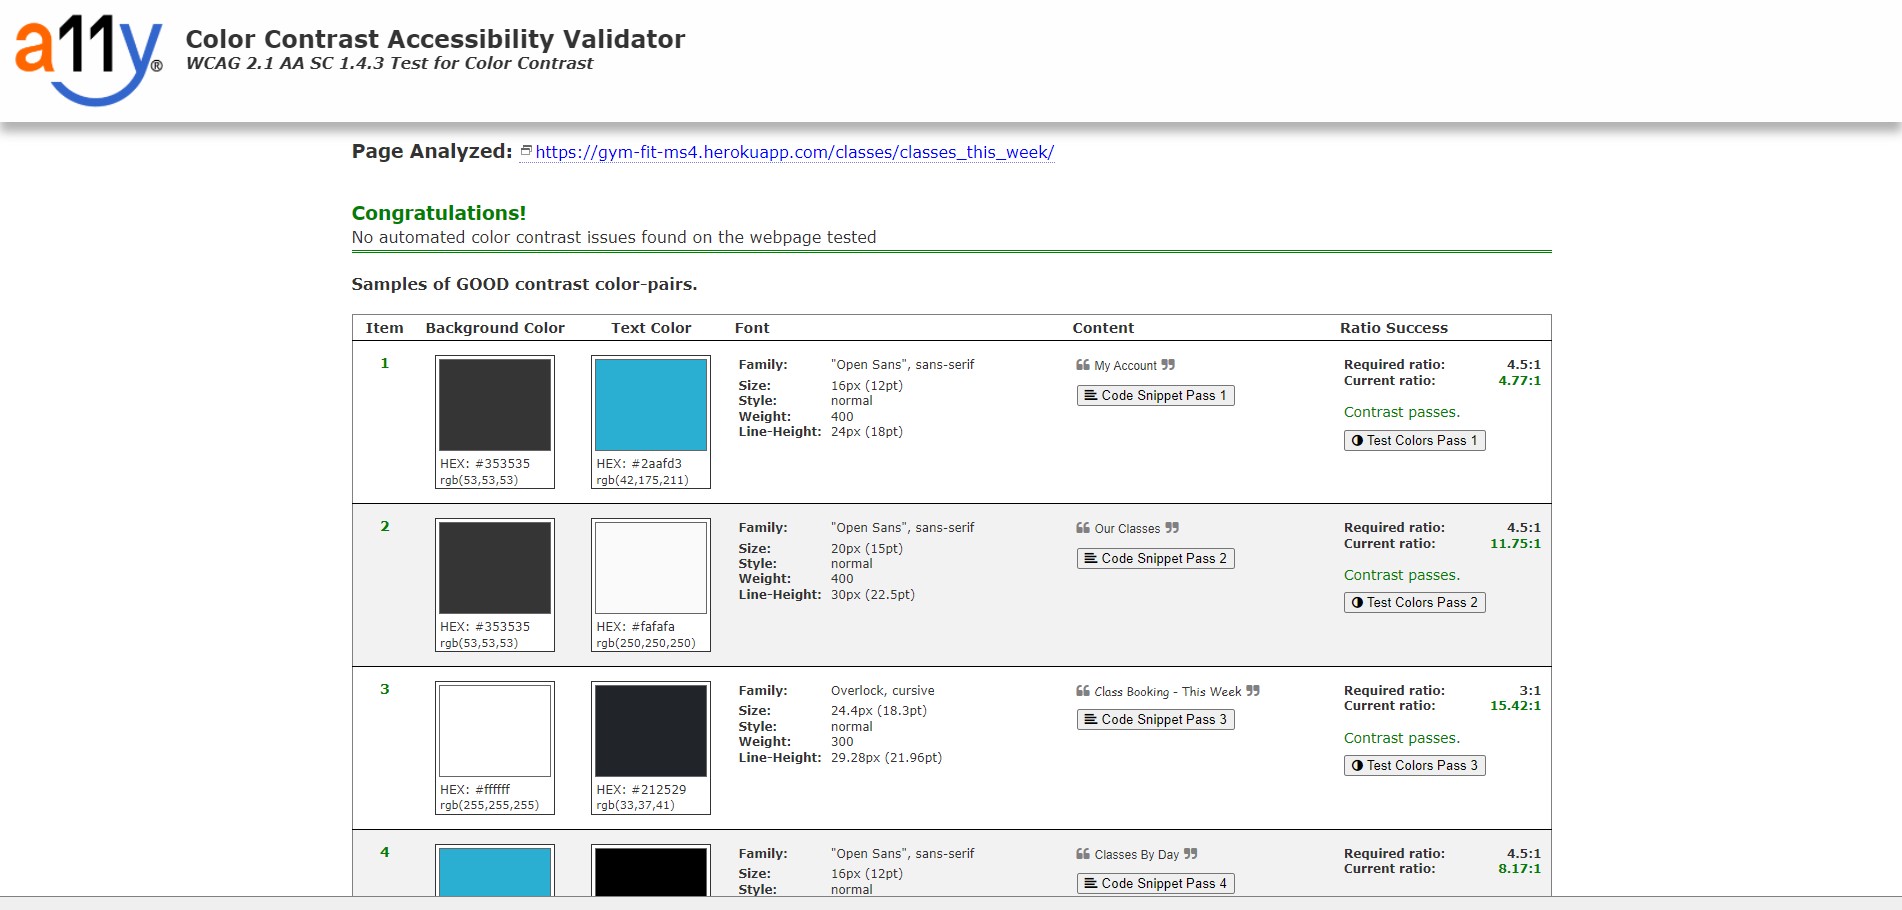 a11y®
Color Contrast Accessibility Validator
WCAG 2.1 AA SC 1.4.3 Test for Color Contrast
Page Analyzed: https://gym-fit-ms4.herokuapp.com/classes/classes_this_week/
Congratulations!
No automated color contrast issues found on the webpage tested
Samples of GOOD contrast color-pairs.
Item Background Color Text Color Font Content Ratio Success
1
HEX: #353535
rgb(53,53,53)
HEX: #2aafd3
rgb(42,175,211)
Family: "Open Sans", sans-serif
Size: 16px (12pt)
Style: normal
Weight: 400
Line-Height: 24px (18pt)
❝ My Account ❞
Code Snippet Pass 1
Required ratio: 4.5:1
Current ratio: 4.77:1
Contrast passes.
Test Colors Pass 1
2
HEX: #353535
rgb(53,53,53)
HEX: #fafafa
rgb(250,250,250)
Family: "Open Sans", sans-serif
Size: 20px (15pt)
Style: normal
Weight: 400
Line-Height: 30px (22.5pt)
❝ Our Classes ❞
Code Snippet Pass 2
Required ratio: 4.5:1
Current ratio: 11.75:1
Contrast passes.
Test Colors Pass 2
3
HEX: #ffffff
rgb(255,255,255)
HEX: #212529
rgb(33,37,41)
Family: Overlock, cursive
Size: 24.4px (18.3pt)
Style: normal
Weight: 300
Line-Height: 29.28px (21.96pt)
❝ Class Booking - This Week ❞
Code Snippet Pass 3
Required ratio: 3:1
Current ratio: 15.42:1
Contrast passes.
Test Colors Pass 3
4
Family: "Open Sans", sans-serif
Size: 16px (12pt)
Style: normal
❝ Classes By Day ❞
Code Snippet Pass 4
Required ratio: 4.5:1
Current ratio: 8.17:1